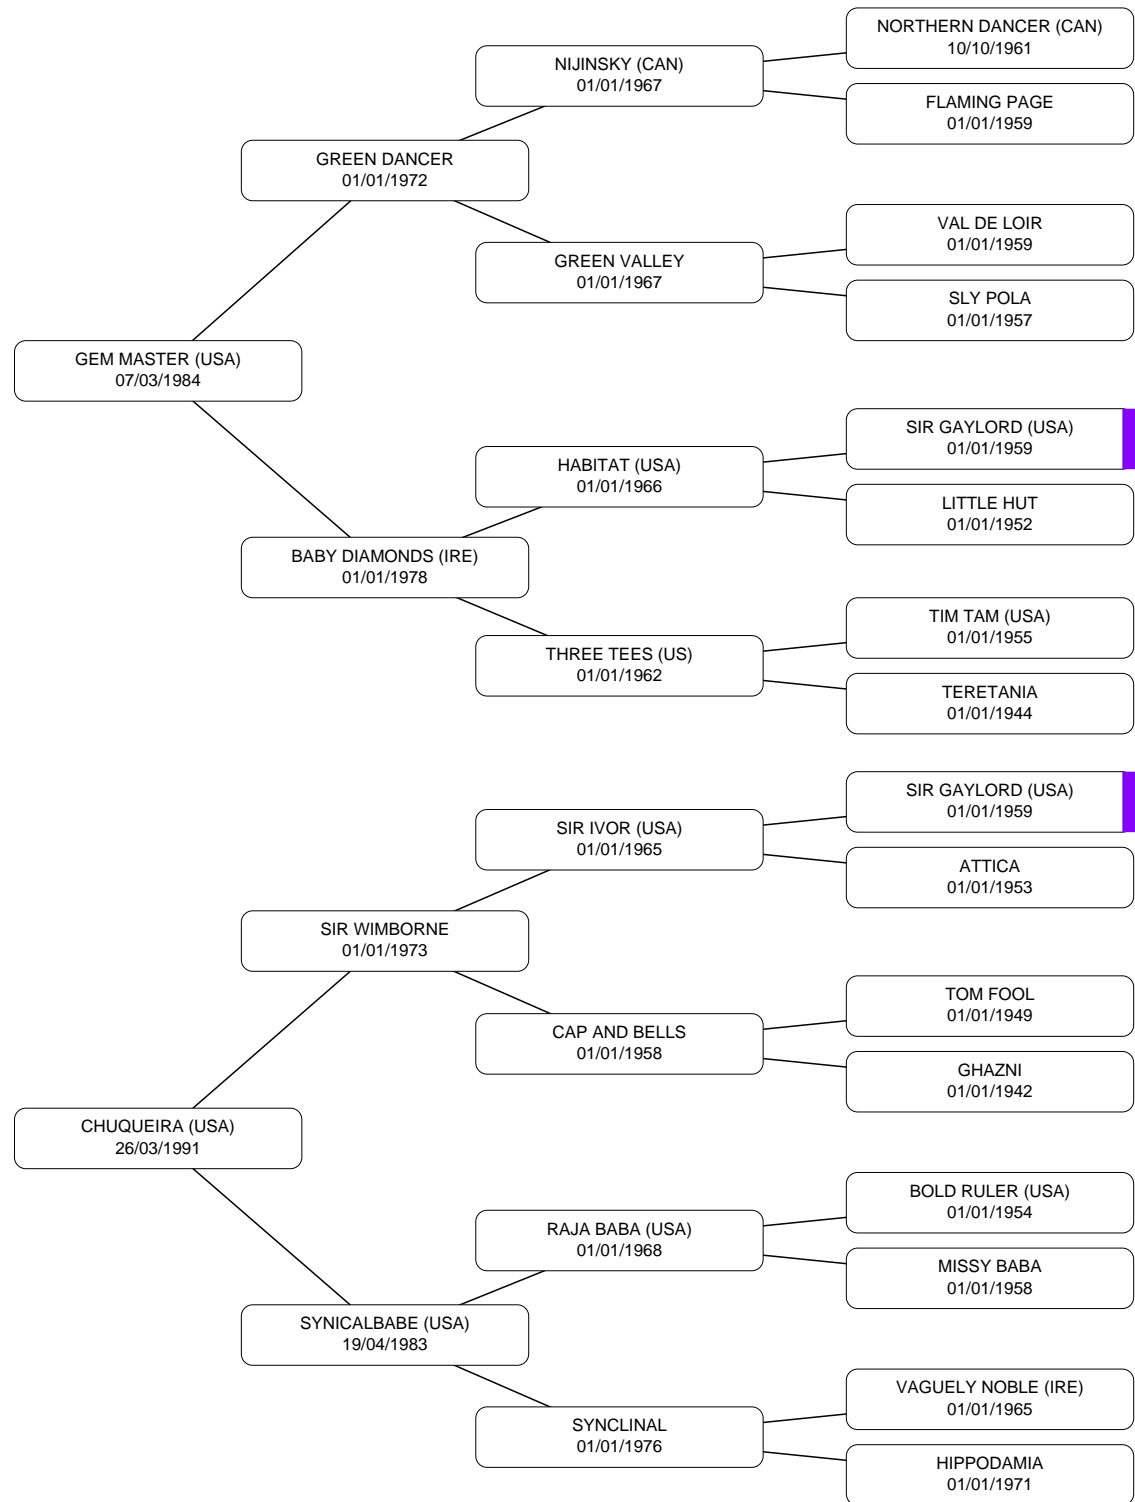 NORTHERN DANCER (CAN)
10/10/1961
NIJINSKY (CAN)
01/01/1967
FLAMING PAGE
01/01/1959
GREEN DANCER
01/01/1972
VAL DE LOIR
01/01/1959
GREEN VALLEY
01/01/1967
SLY POLA
01/01/1957
GEM MASTER (USA)
07/03/1984
SIR GAYLORD (USA)
01/01/1959
HABITAT (USA)
01/01/1966
LITTLE HUT
01/01/1952
BABY DIAMONDS (IRE)
01/01/1978
TIM TAM (USA)
01/01/1955
THREE TEES (US)
01/01/1962
TERETANIA
01/01/1944
SIR GAYLORD (USA)
01/01/1959
SIR IVOR (USA)
01/01/1965
ATTICA
01/01/1953
SIR WIMBORNE
01/01/1973
TOM FOOL
01/01/1949
CAP AND BELLS
01/01/1958
GHAZNI
01/01/1942
CHUQUEIRA (USA)
26/03/1991
BOLD RULER (USA)
01/01/1954
RAJA BABA (USA)
01/01/1968
MISSY BABA
01/01/1958
SYNICALBABE (USA)
19/04/1983
VAGUELY NOBLE (IRE)
01/01/1965
SYNCLINAL
01/01/1976
HIPPODAMIA
01/01/1971